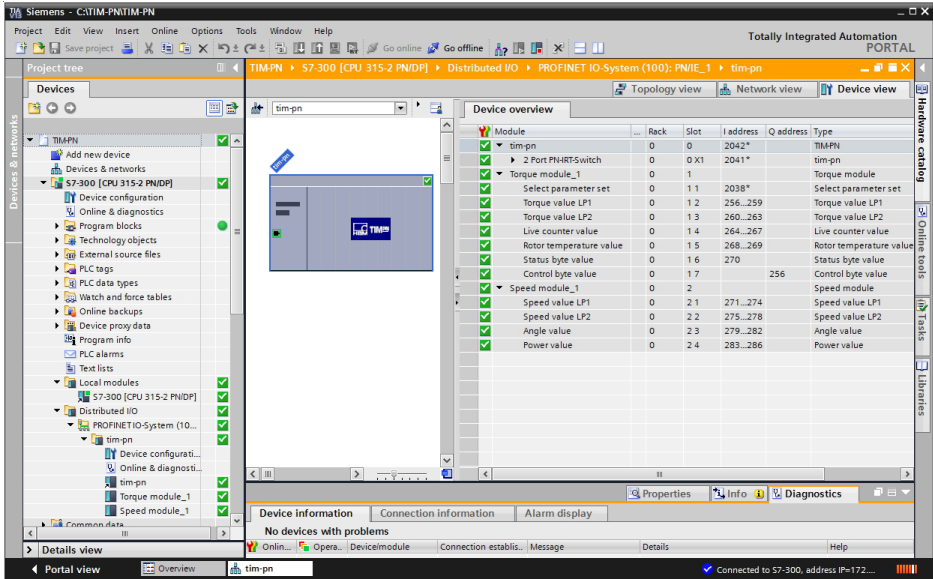 Siemens - C:\TIM-PN\TIM-PN
Project Edit View Insert Online Options Tools Window Help
Save project Go online Go offline
Totally Integrated Automation
PORTAL
Project tree
TIM-PN S7-300 [CPU 315-2 PN/DP] Distributed I/O PROFINET IO-System (100): PN/IE_1 tim-pn
Devices
Topology view Network view Device view
tim-pn
Device overview
TIM-PN
Add new device
Devices & networks
S7-300 [CPU 315-2 PN/DP]
Device configuration
Online & diagnostics
Program blocks
Technology objects
External source files
PLC tags
PLC data types
Watch and force tables
Online backups
Device proxy data
Program info
PLC alarms
Text lists
Local modules
S7-300 [CPU 315-2 PN/DP]
Distributed I/O
PROFINET IO-System (10...
tim-pn
Device configurati...
Online & diagnosti...
tim-pn
Torque module_1
Speed module_1
Common data
Details view
tim-pn
HBM TIM
Module ... Rack Slot I address Q address Type
tim-pn 0 0 2042* TIM-PN
2 Port PN-IRT-Switch 0 0 X1 2041* tim-pn
Torque module_1 0 1 Torque module
Select parameter set 0 1 1 2038* Select parameter set
Torque value LP1 0 1 2 256...259 Torque value LP1
Torque value LP2 0 1 3 260...263 Torque value LP2
Live counter value 0 1 4 264...267 Live counter value
Rotor temperature value 0 1 5 268...269 Rotor temperature value
Status byte value 0 1 6 270 Status byte value
Control byte value 0 1 7 256 Control byte value
Speed module_1 0 2 Speed module
Speed value LP1 0 2 1 271...274 Speed value LP1
Speed value LP2 0 2 2 275...278 Speed value LP2
Angle value 0 2 3 279...282 Angle value
Power value 0 2 4 283...286 Power value
Properties Info Diagnostics
Device information Connection information Alarm display
No devices with problems
Onlin... Opera.. Device/module Connection establis.. Message Details Help
Portal view Overview tim-pn
Connected to S7-300, address IP=172....
Devices & networks
Hardware catalog
Online tools
Tasks
Libraries